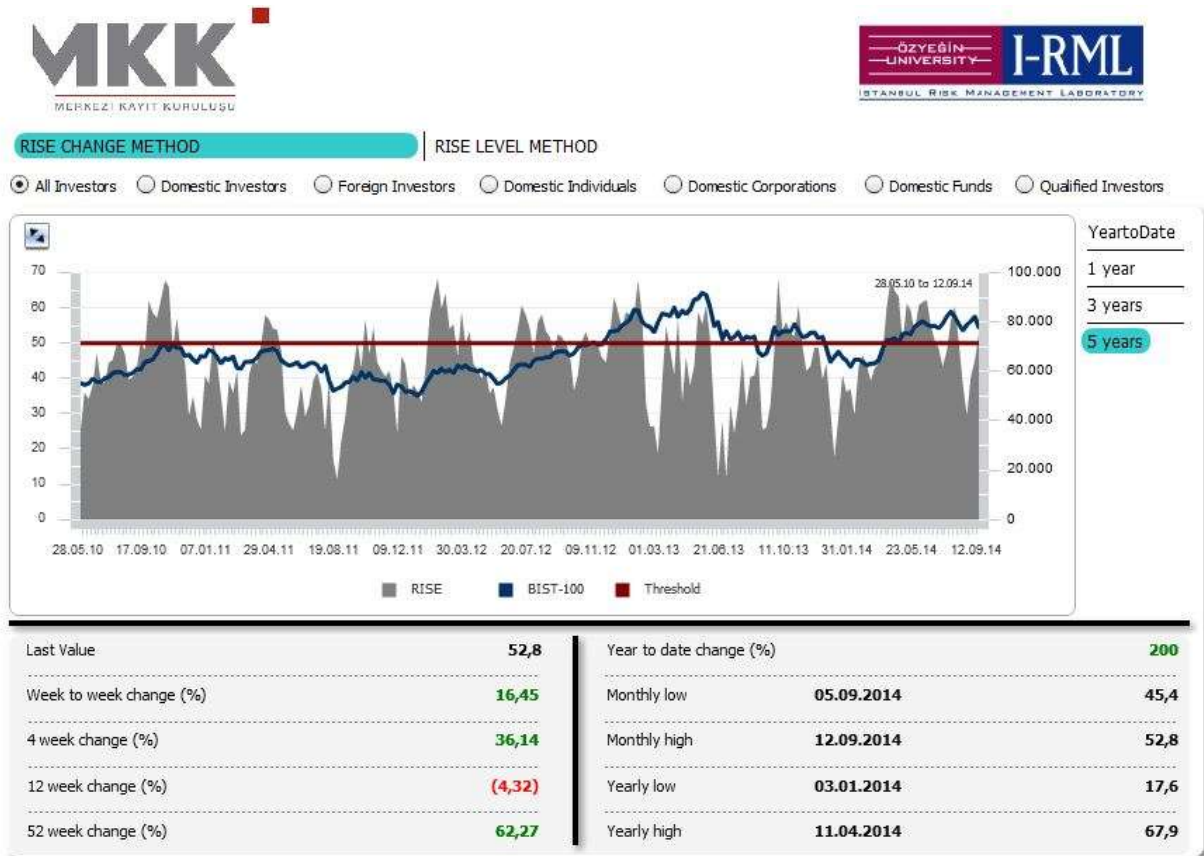 MKK
MERKEZİ KAYIT KURULUŞU
ÖZYEĞİN
UNIVERSITY
I-RML
ISTANBUL RISK MANAGEMENT LABORATORY
RISE CHANGE METHOD
RISE LEVEL METHOD
All Investors Domestic Investors Foreign Investors Domestic Individuals Domestic Corporations Domestic Funds Qualified Investors
YeartoDate
1 year
3 years
5 years
28.05.10 to 12.09.14
70
60
50
40
30
20
10
0
100.000
80.000
60.000
40.000
20.000
0
28.05.10 17.09.10 07.01.11 29.04.11 19.08.11 09.12.11 30.03.12 20.07.12 09.11.12 01.03.13 21.06.13 11.10.13 31.01.14 23.05.14 12.09.14
RISE BIST-100 Threshold
Last Value 52,8
Week to week change (%) 16,45
4 week change (%) 36,14
12 week change (%) (4,32)
52 week change (%) 62,27
Year to date change (%) 200
Monthly low 05.09.2014 45,4
Monthly high 12.09.2014 52,8
Yearly low 03.01.2014 17,6
Yearly high 11.04.2014 67,9